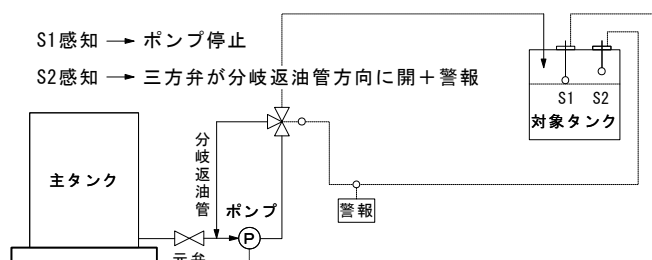 S1感知 → ポンプ停止
S2感知 → 三方弁が分岐返油管方向に開＋警報
S1 S2
対象タンク
分岐返油管
主タンク
ポンプ
P
警報
元弁